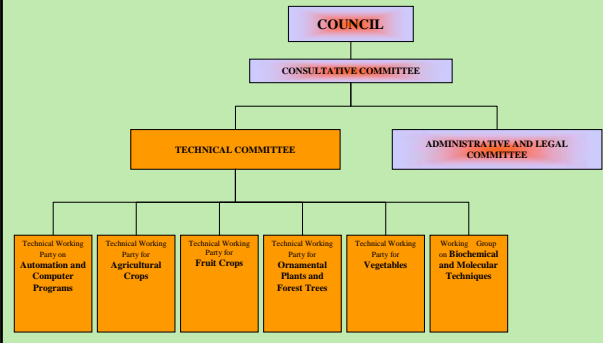 COUNCIL
CONSULTATIVE COMMITTEE
TECHNICAL COMMITTEE
ADMINISTRATIVE AND LEGAL
COMMITTEE
Technical Working
Party on
Automation and
Computer
Programs
Technical Working
Party for
Agricultural
Crops
Technical Working
Party for
Fruit Crops
Technical Working
Party for
Ornamental
Plants and
Forest Trees
Technical Working
Party for
Vegetables
Working Group
on Biochemical
and Molecular
Techniques